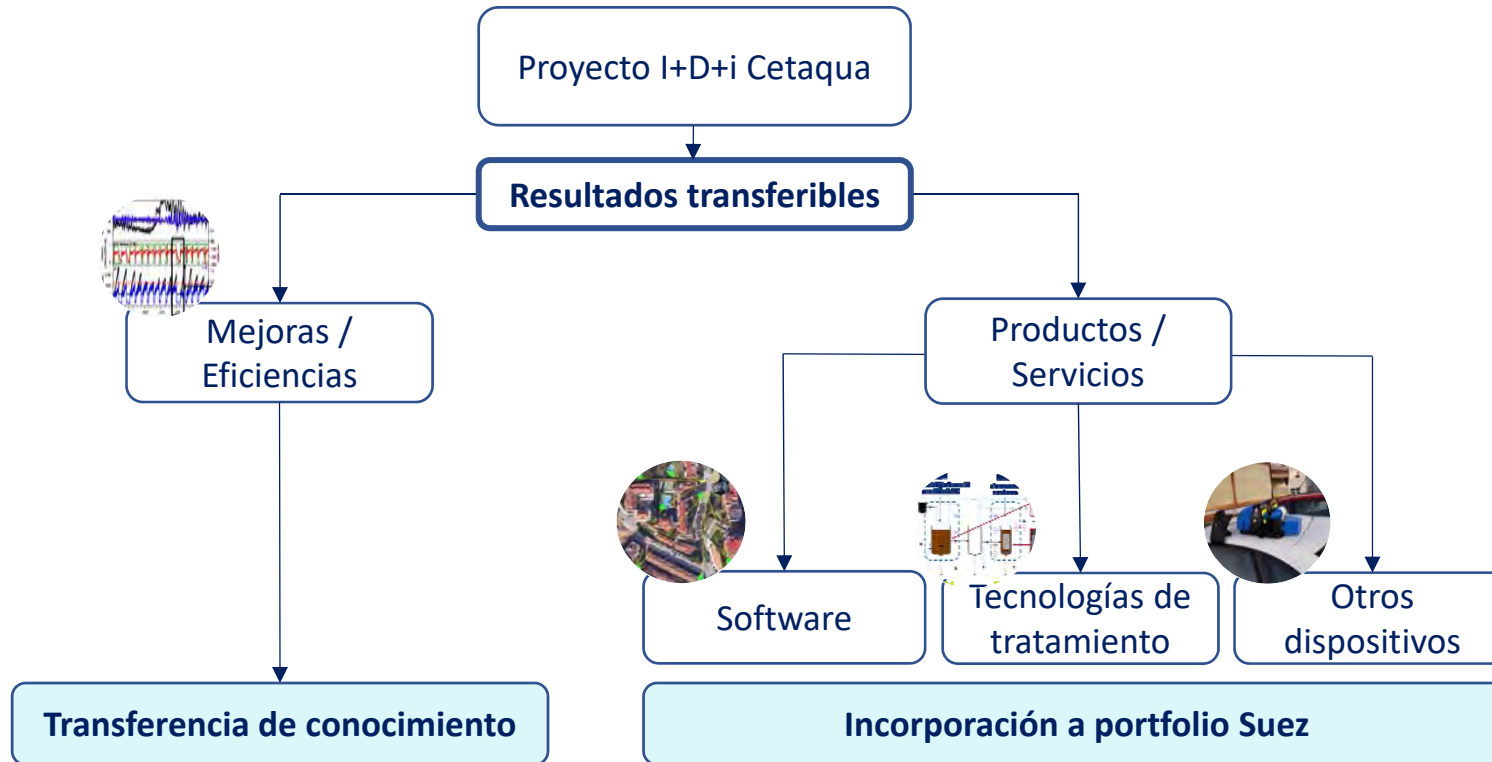 Proyecto I+D+i Cetaqua
Resultados transferibles
Mejoras /
Eficiencias
Productos /
Servicios
Software
Tecnologías de
tratamiento
Otros
dispositivos
Transferencia de conocimiento
Incorporación a portfolio Suez